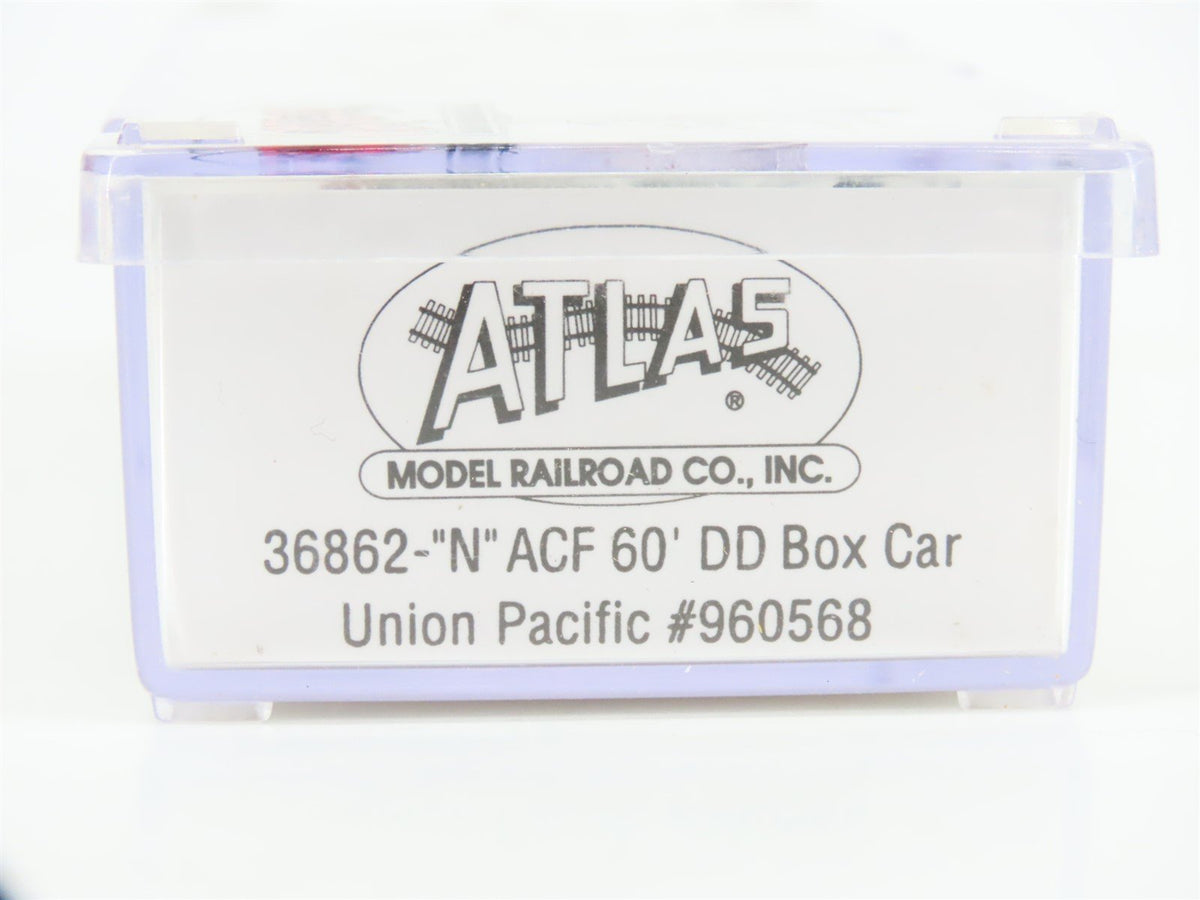 ATLAS
®
MODEL RAILROAD CO., INC.
36862-"N" ACF 60' DD Box Car
Union Pacific #960568